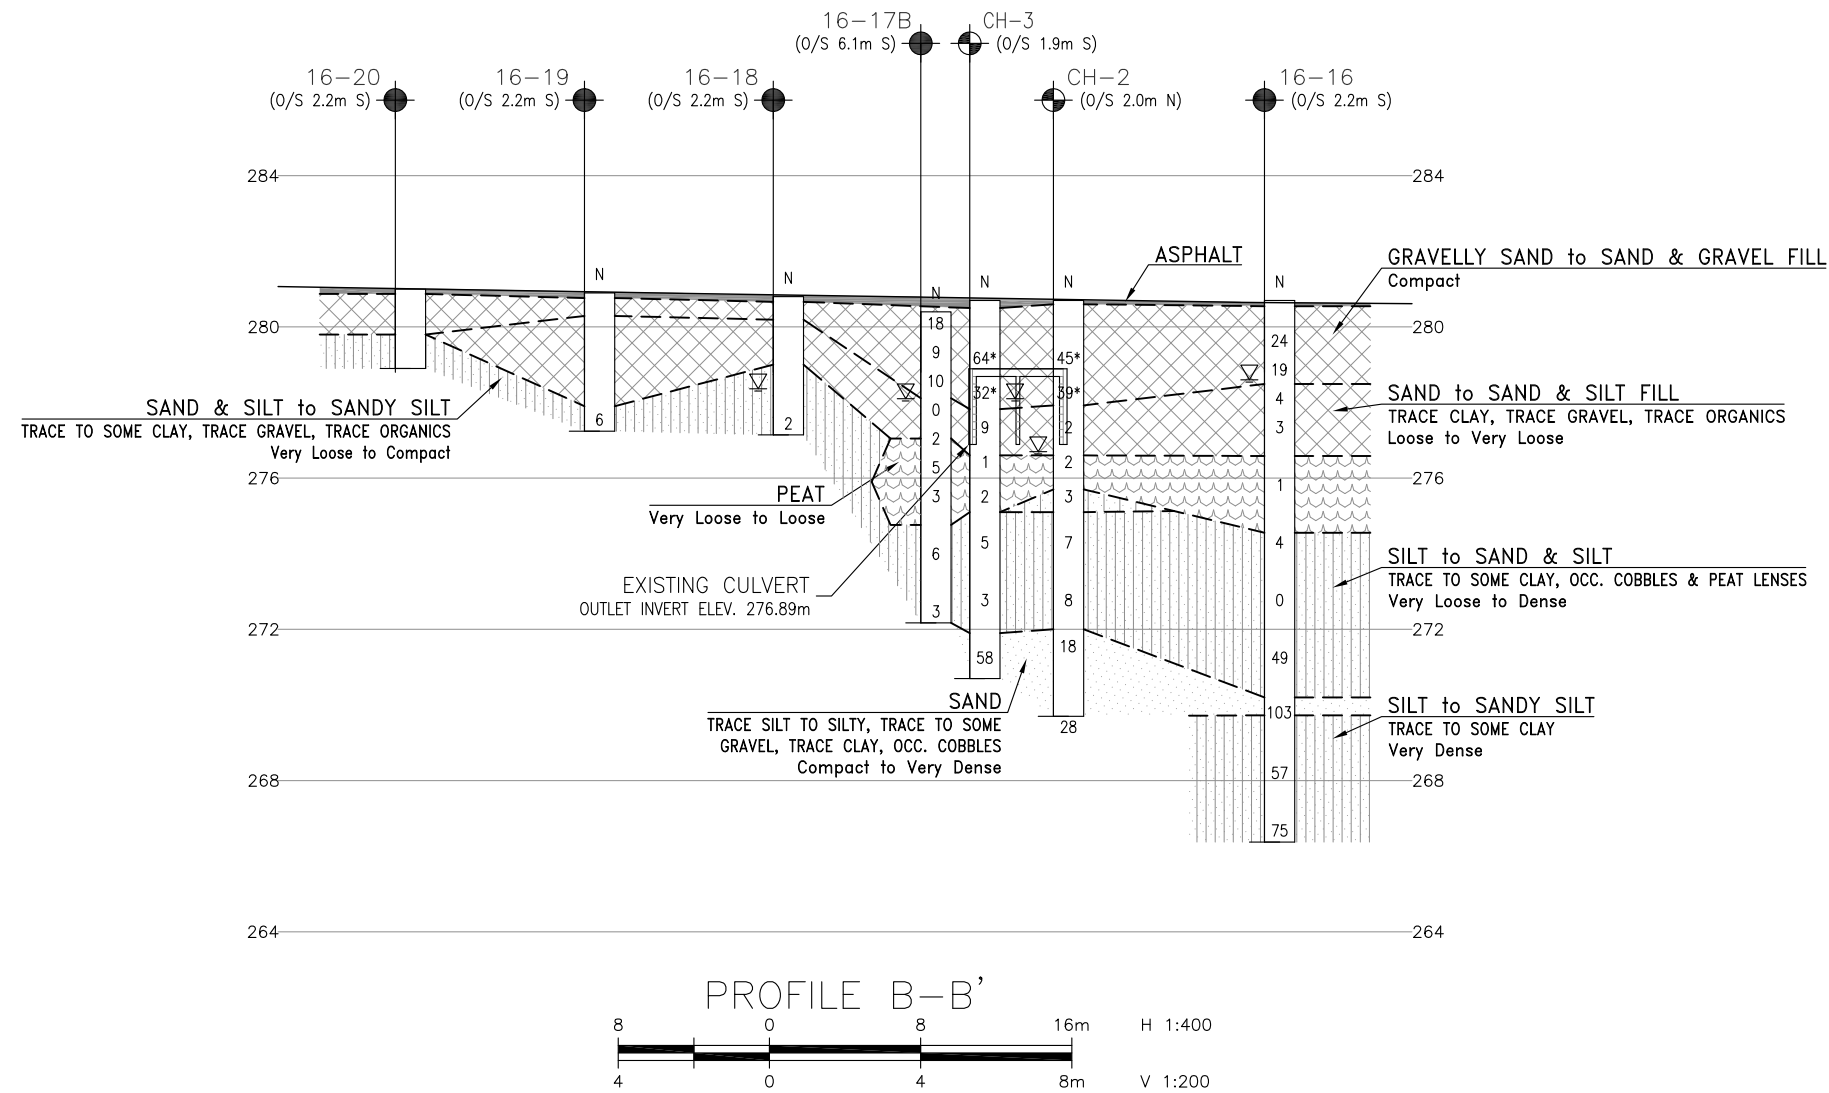 16-17B
(O/S 6.1m S)
CH-3
(O/S 1.9m S)
16-20
(O/S 2.2m S)
16-19
(O/S 2.2m S)
16-18
(O/S 2.2m S)
CH-2
(O/S 2.0m N)
16-16
(O/S 2.2m S)
284
284
ASPHALT
GRAVELLY SAND to SAND & GRAVEL FILL
Compact
N
N
N
N
N
N
280
280
18
9
10
0
2
5
3
6
3
64*
32*
9
1
2
5
3
58
45*
39*
2
2
3
7
8
18
28
24
19
4
3
1
4
0
49
103
57
75
6
2
SAND & SILT to SANDY SILT
TRACE TO SOME CLAY, TRACE GRAVEL, TRACE ORGANICS
Very Loose to Compact
SAND to SAND & SILT FILL
TRACE CLAY, TRACE GRAVEL, TRACE ORGANICS
Loose to Very Loose
276
276
PEAT
Very Loose to Loose
EXISTING CULVERT
OUTLET INVERT ELEV. 276.89m
SILT to SAND & SILT
TRACE TO SOME CLAY, OCC. COBBLES & PEAT LENSES
Very Loose to Dense
272
272
SAND
TRACE SILT TO SILTY, TRACE TO SOME
GRAVEL, TRACE CLAY, OCC. COBBLES
Compact to Very Dense
SILT to SANDY SILT
TRACE TO SOME CLAY
Very Dense
268
268
264
264
PROFILE B-B'
8 0 8 16m H 1:400
4 0 4 8m V 1:200